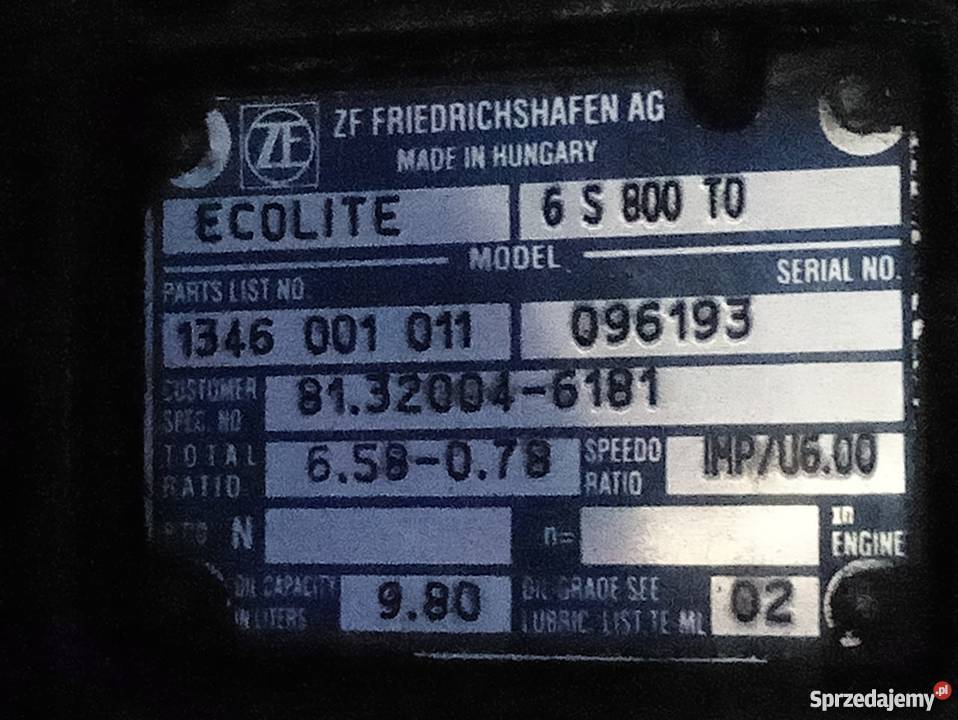 ZF
ZF FRIEDRICHSHAFEN AG
MADE IN HUNGARY
ECOLITE 6 S 800 TO
MODEL
PARTS LIST NO. SERIAL NO.
1346 001 011 096193
CUSTOMER SPEC. NO 81.32004-6181
TOTAL RATIO 6.58-0.78 SPEEDO RATIO IMP/U6.00
N n= in ENGINE
OIL CAPACITY IN LITERS 9.80 OIL GRADE SEE LUBRIC. LIST TE-ML 02
Sprzedajemy.pl